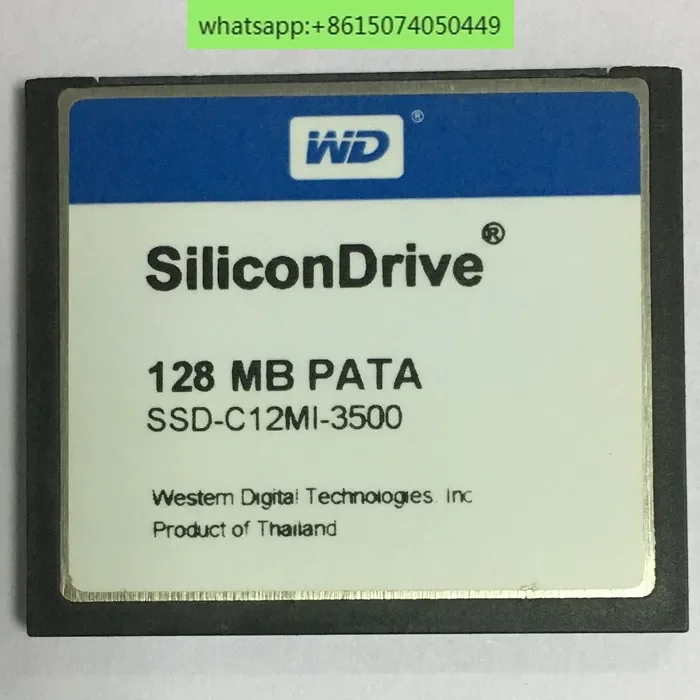 whatsapp:+8615074050449
WD®
SiliconDrive®
128 MB PATA
SSD-C12MI-3500
Western Digital Technologies. Inc
Product of Thailand